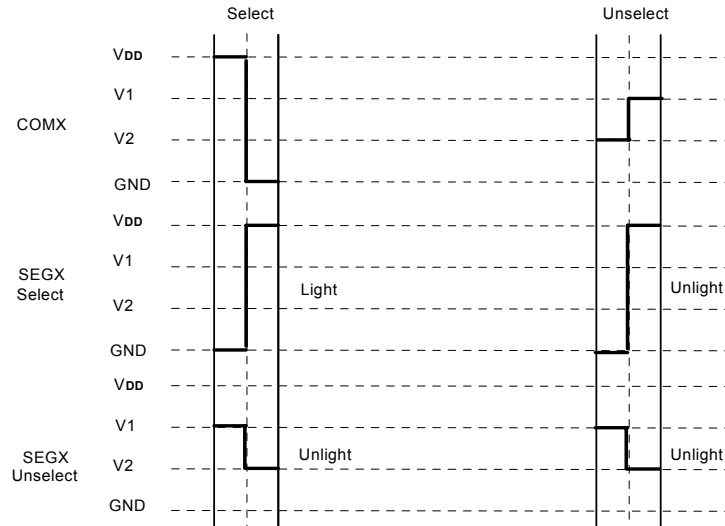 Select Unselect
VDD
V1
COMX
V2
GND
VDD
V1
SEGX
Select
Light Unlight
V2
GND
VDD
V1
SEGX
Unselect
Unlight Unlight
V2
GND